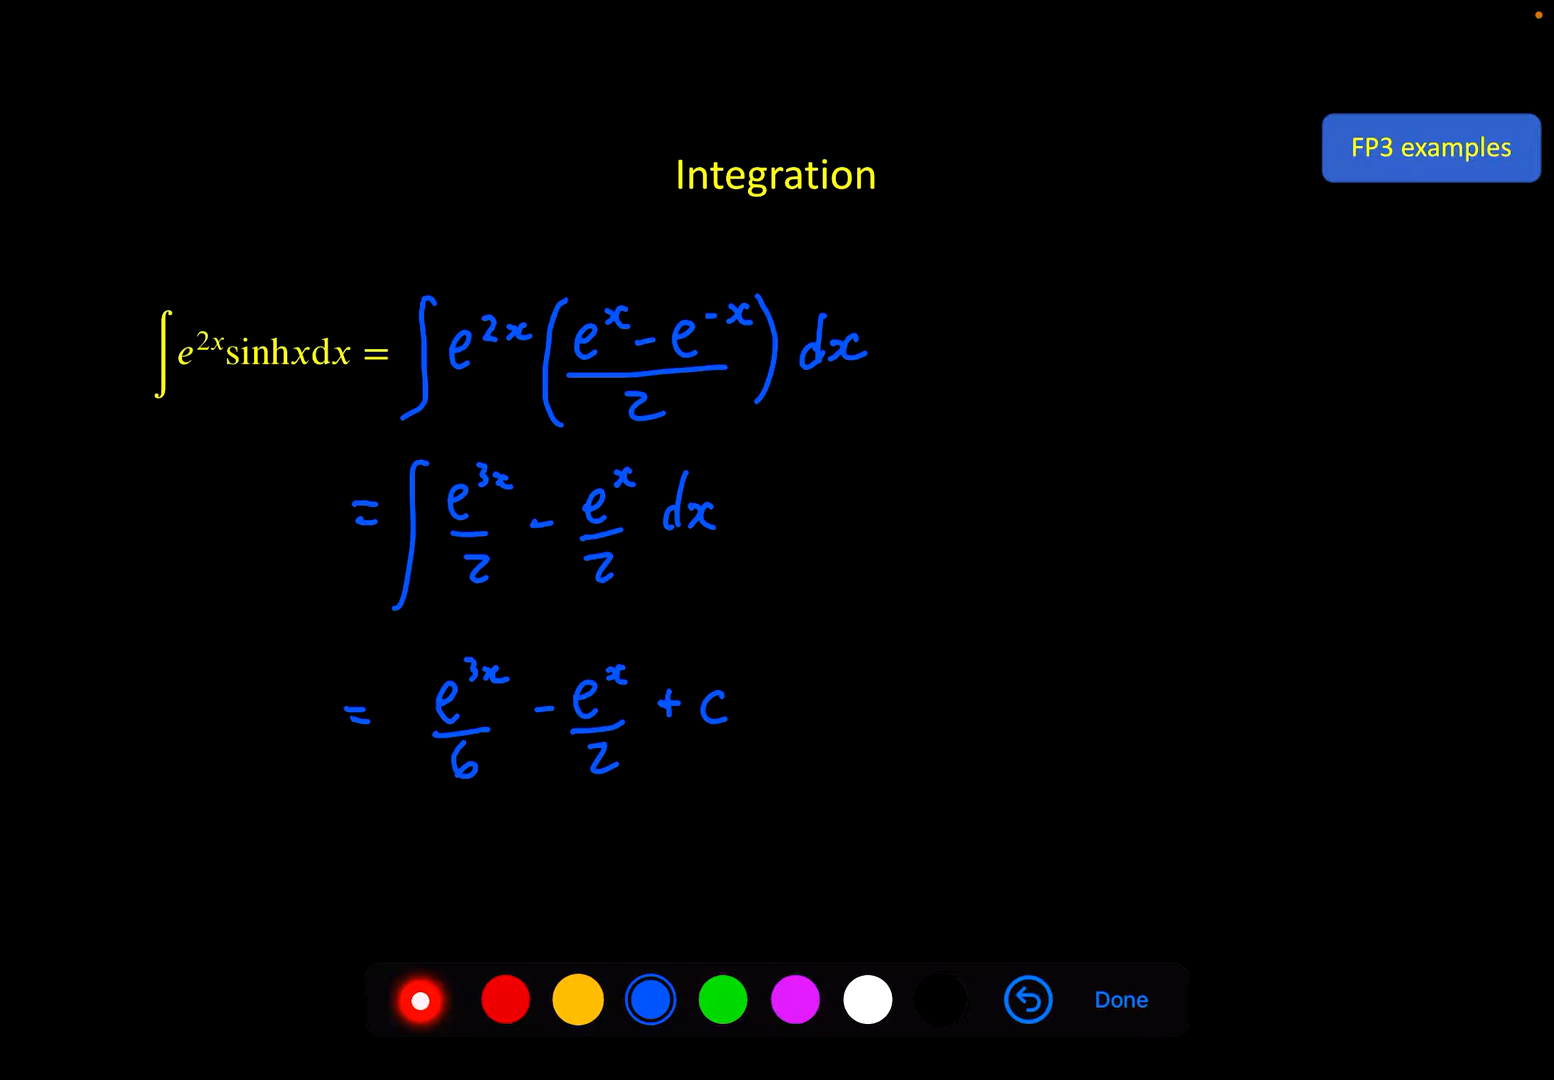 FP3 examples
Integration
∫e^{2x}sinhxdx = ∫ e^{2x} ((e^x - e^{-x})/2) dx
= ∫ e^{3x}/2 - e^x/2 dx
= e^{3x}/6 - e^x/2 + c
Done